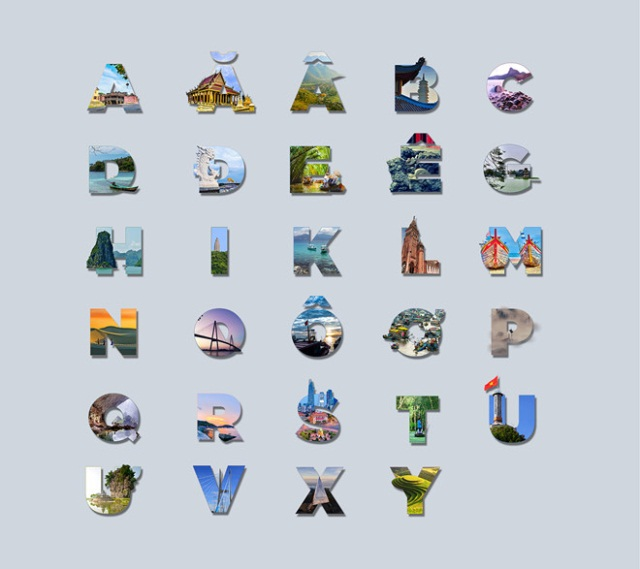 A Ă Â B C
D Đ E Ê G
H I K L M
N O Ô Ơ P
Q R S T U
Ư V X Y